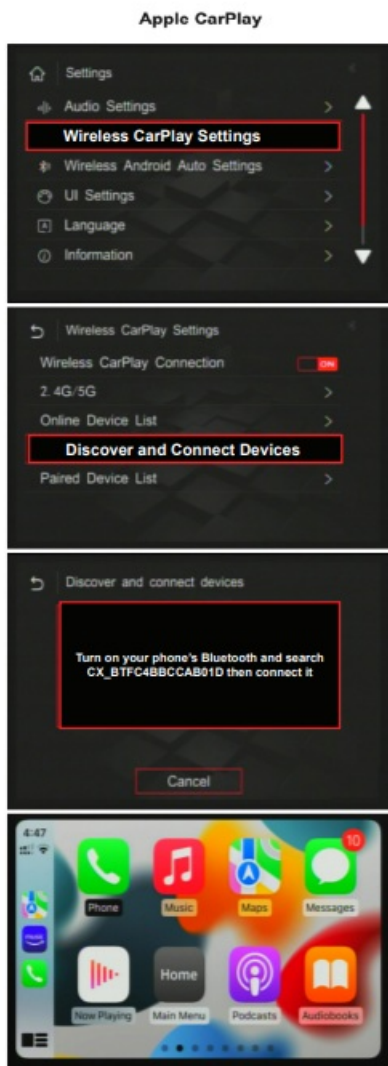 Apple CarPlay
Settings
Audio Settings
Wireless CarPlay Settings
Wireless Android Auto Settings
UI Settings
Language
Information
Wireless CarPlay Settings
Wireless CarPlay Connection
ON
2. 4G/5G
Online Device List
Discover and Connect Devices
Paired Device List
Discover and connect devices
Turn on your phone's Bluetooth and search
CX_BTFC4BBCCAB01D then connect it
Cancel
4:47
10
Phone
Music
Maps
Messages
Home
Now Playing
Main Menu
Podcasts
Audiobooks